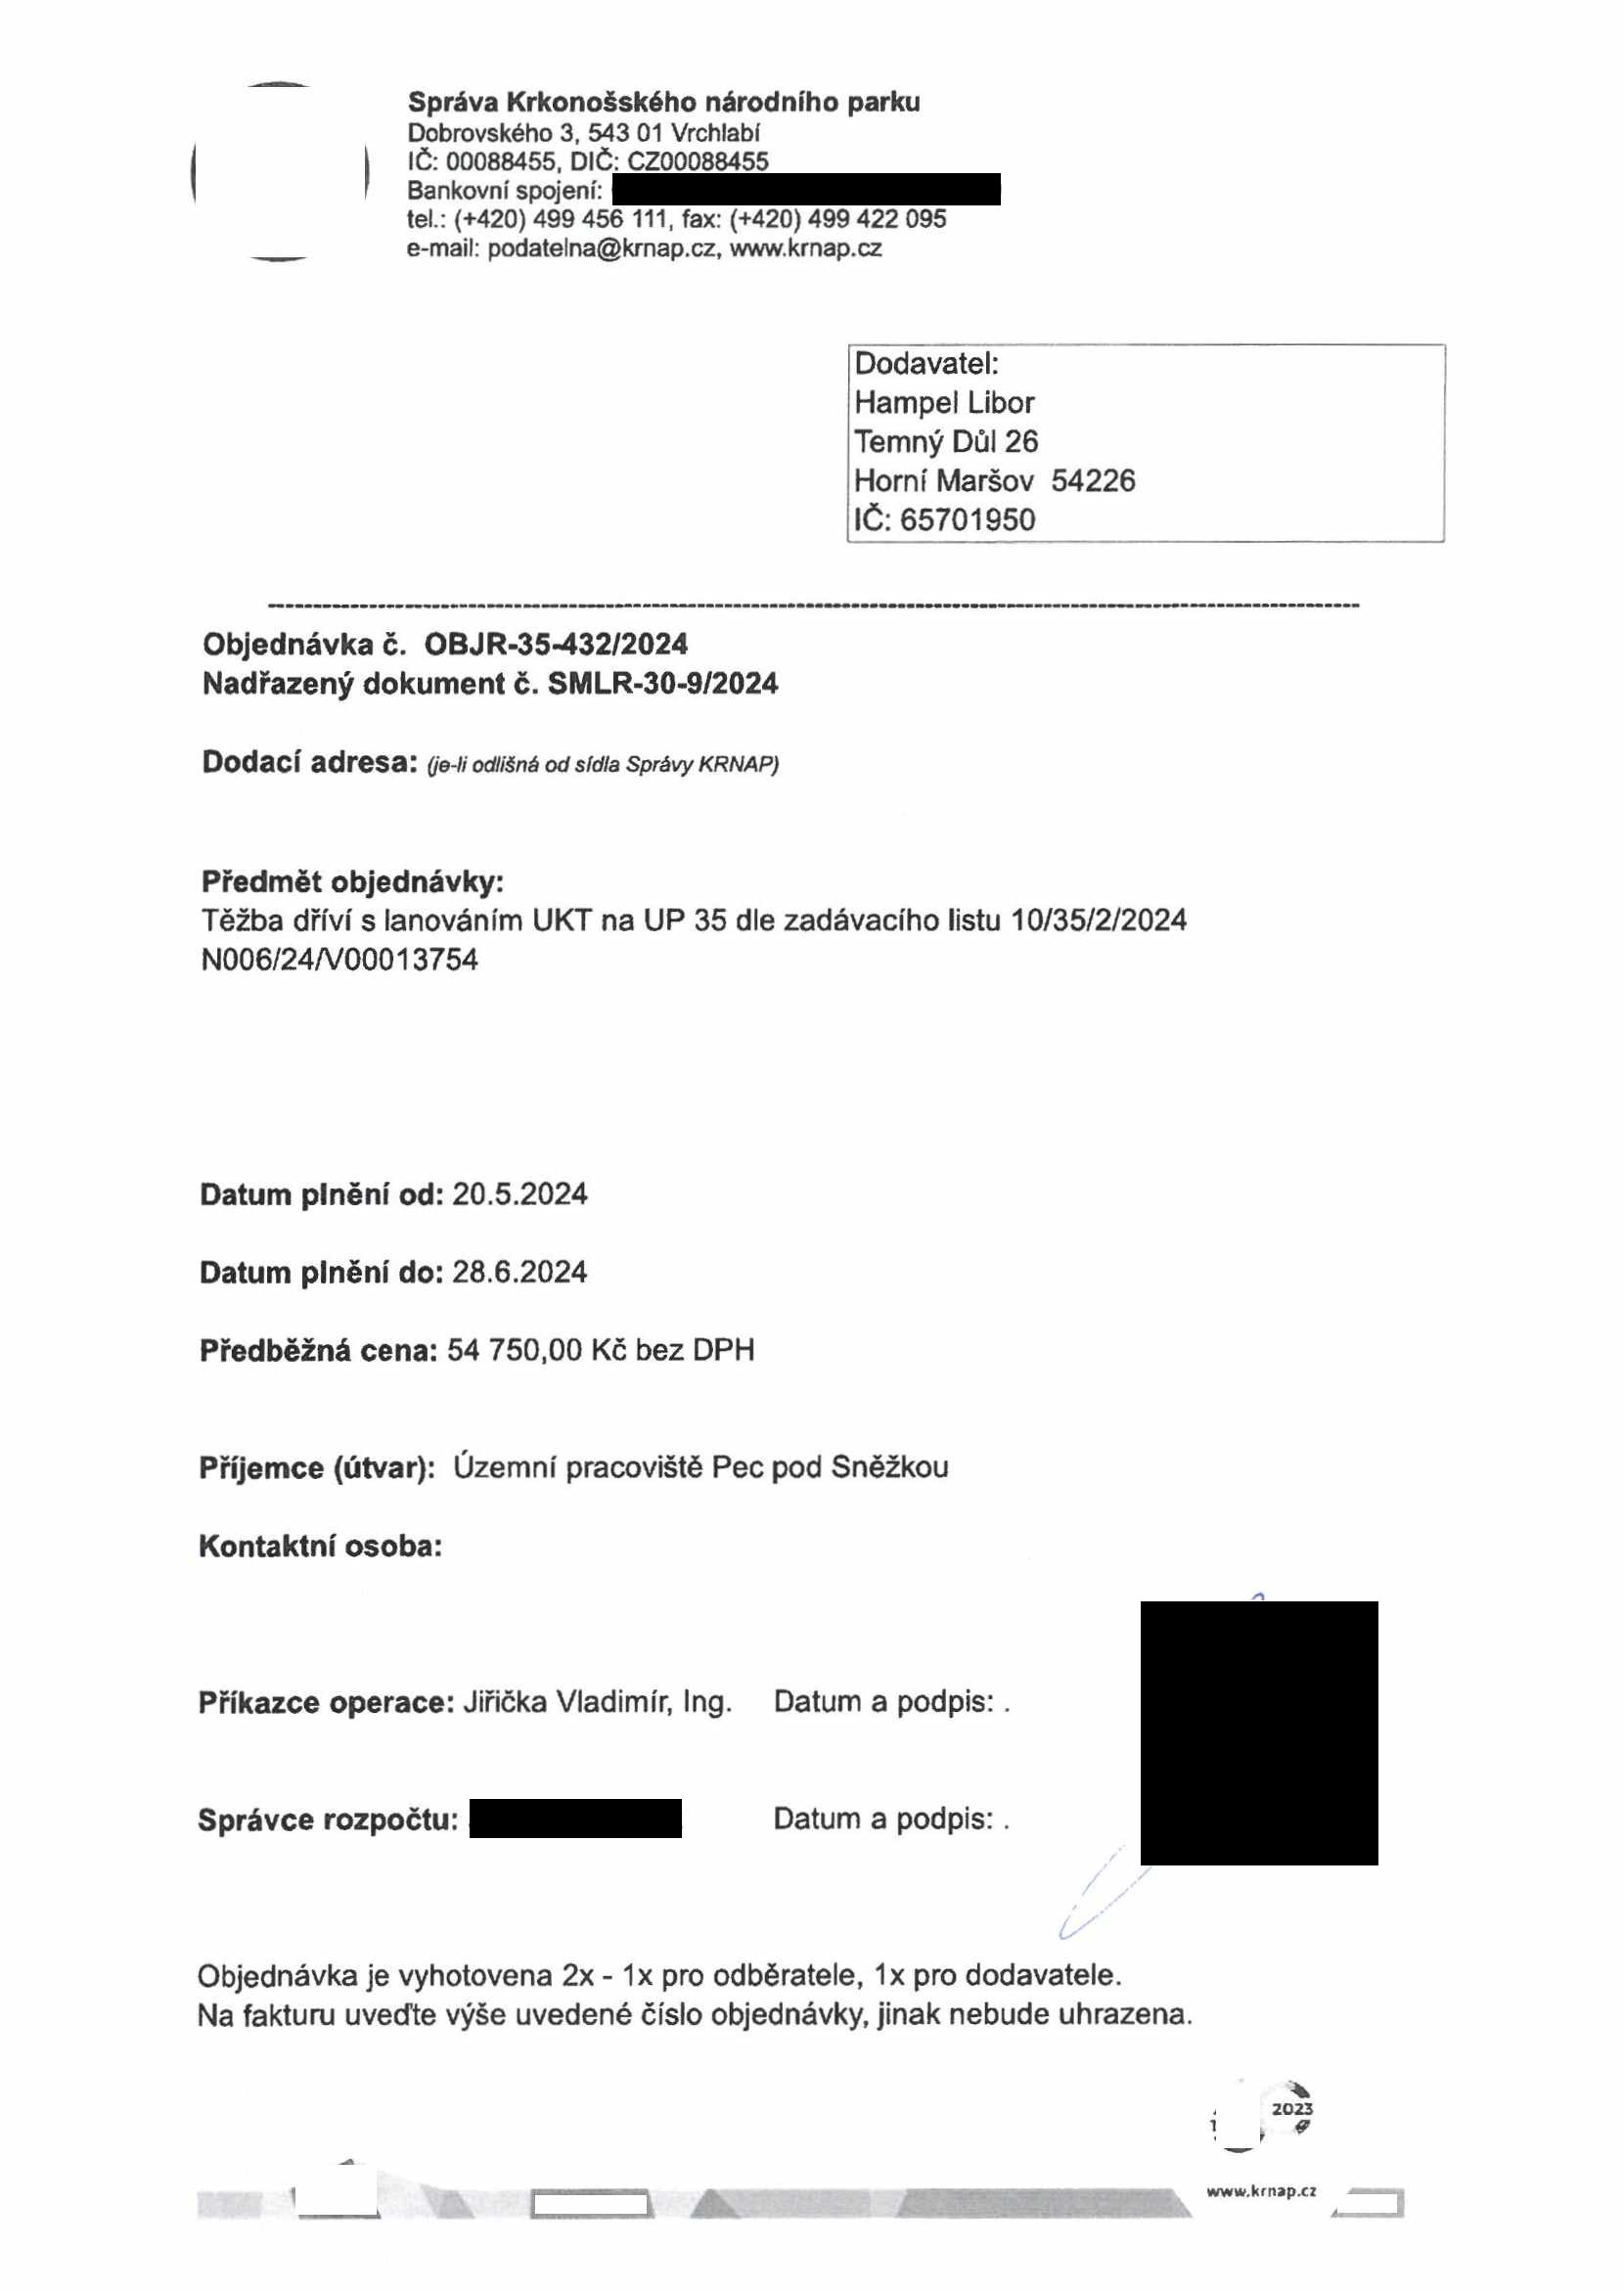 Správa Krkonošského národního parku
Dobrovského 3, 543 01 Vrchlabí
IČ: 00088455, DIČ: CZ00088455
Bankovní spojení:
tel.: (+420) 499 456 111, fax: (+420) 499 422 095
e-mail: podatelna@krnap.cz, www.krnap.cz
Dodavatel:
Hampel Libor
Temný Důl 26
Horní Maršov 54226
IČ: 65701950
Objednávka č. OBJR-35-432/2024
Nadřazený dokument č. SMLR-30-9/2024
Dodací adresa: (je-li odlišná od sídla Správy KRNAP)
Předmět objednávky:
Těžba dříví s lanováním UKT na UP 35 dle zadávacího listu 10/35/2/2024
N006/24/V00013754
Datum plnění od: 20.5.2024
Datum plnění do: 28.6.2024
Předběžná cena: 54 750,00 Kč bez DPH
Příjemce (útvar): Územní pracoviště Pec pod Sněžkou
Kontaktní osoba:
Příkazce operace: Jiřička Vladimír, Ing. Datum a podpis: .
Správce rozpočtu: Datum a podpis: .
Objednávka je vyhotovena 2x - 1x pro odběratele, 1x pro dodavatele.
Na fakturu uveďte výše uvedené číslo objednávky, jinak nebude uhrazena.
2023
www.krnap.cz